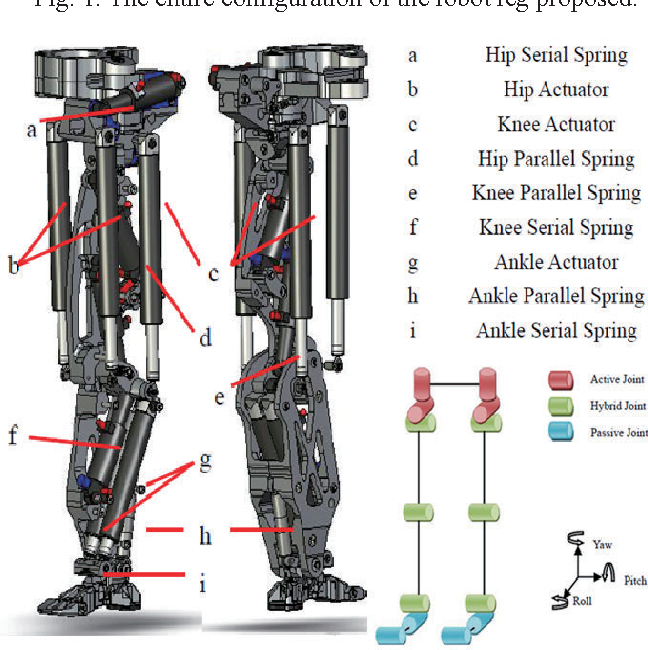 Fig. 1. The entire configuration of the robot leg proposed.
a Hip Serial Spring
b Hip Actuator
c Knee Actuator
d Hip Parallel Spring
e Knee Parallel Spring
f Knee Serial Spring
g Ankle Actuator
h Ankle Parallel Spring
i Ankle Serial Spring
a
b
c
d
e
f
g
h
i
Active Joint
Hybrid Joint
Passive Joint
Yaw
Pitch
Roll